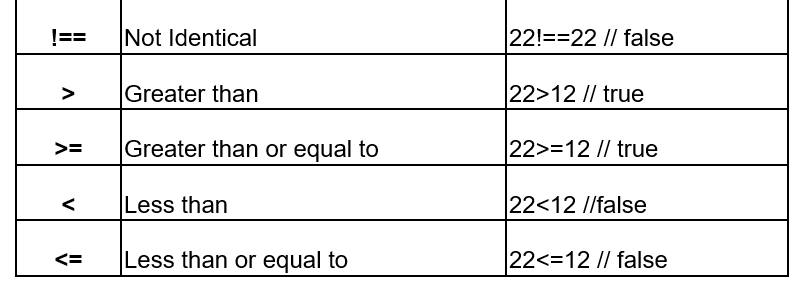 !== Not Identical 22!==22 // false
> Greater than 22>12 // true
>= Greater than or equal to 22>=12 // true
< Less than 22<12 //false
<= Less than or equal to 22<=12 // false